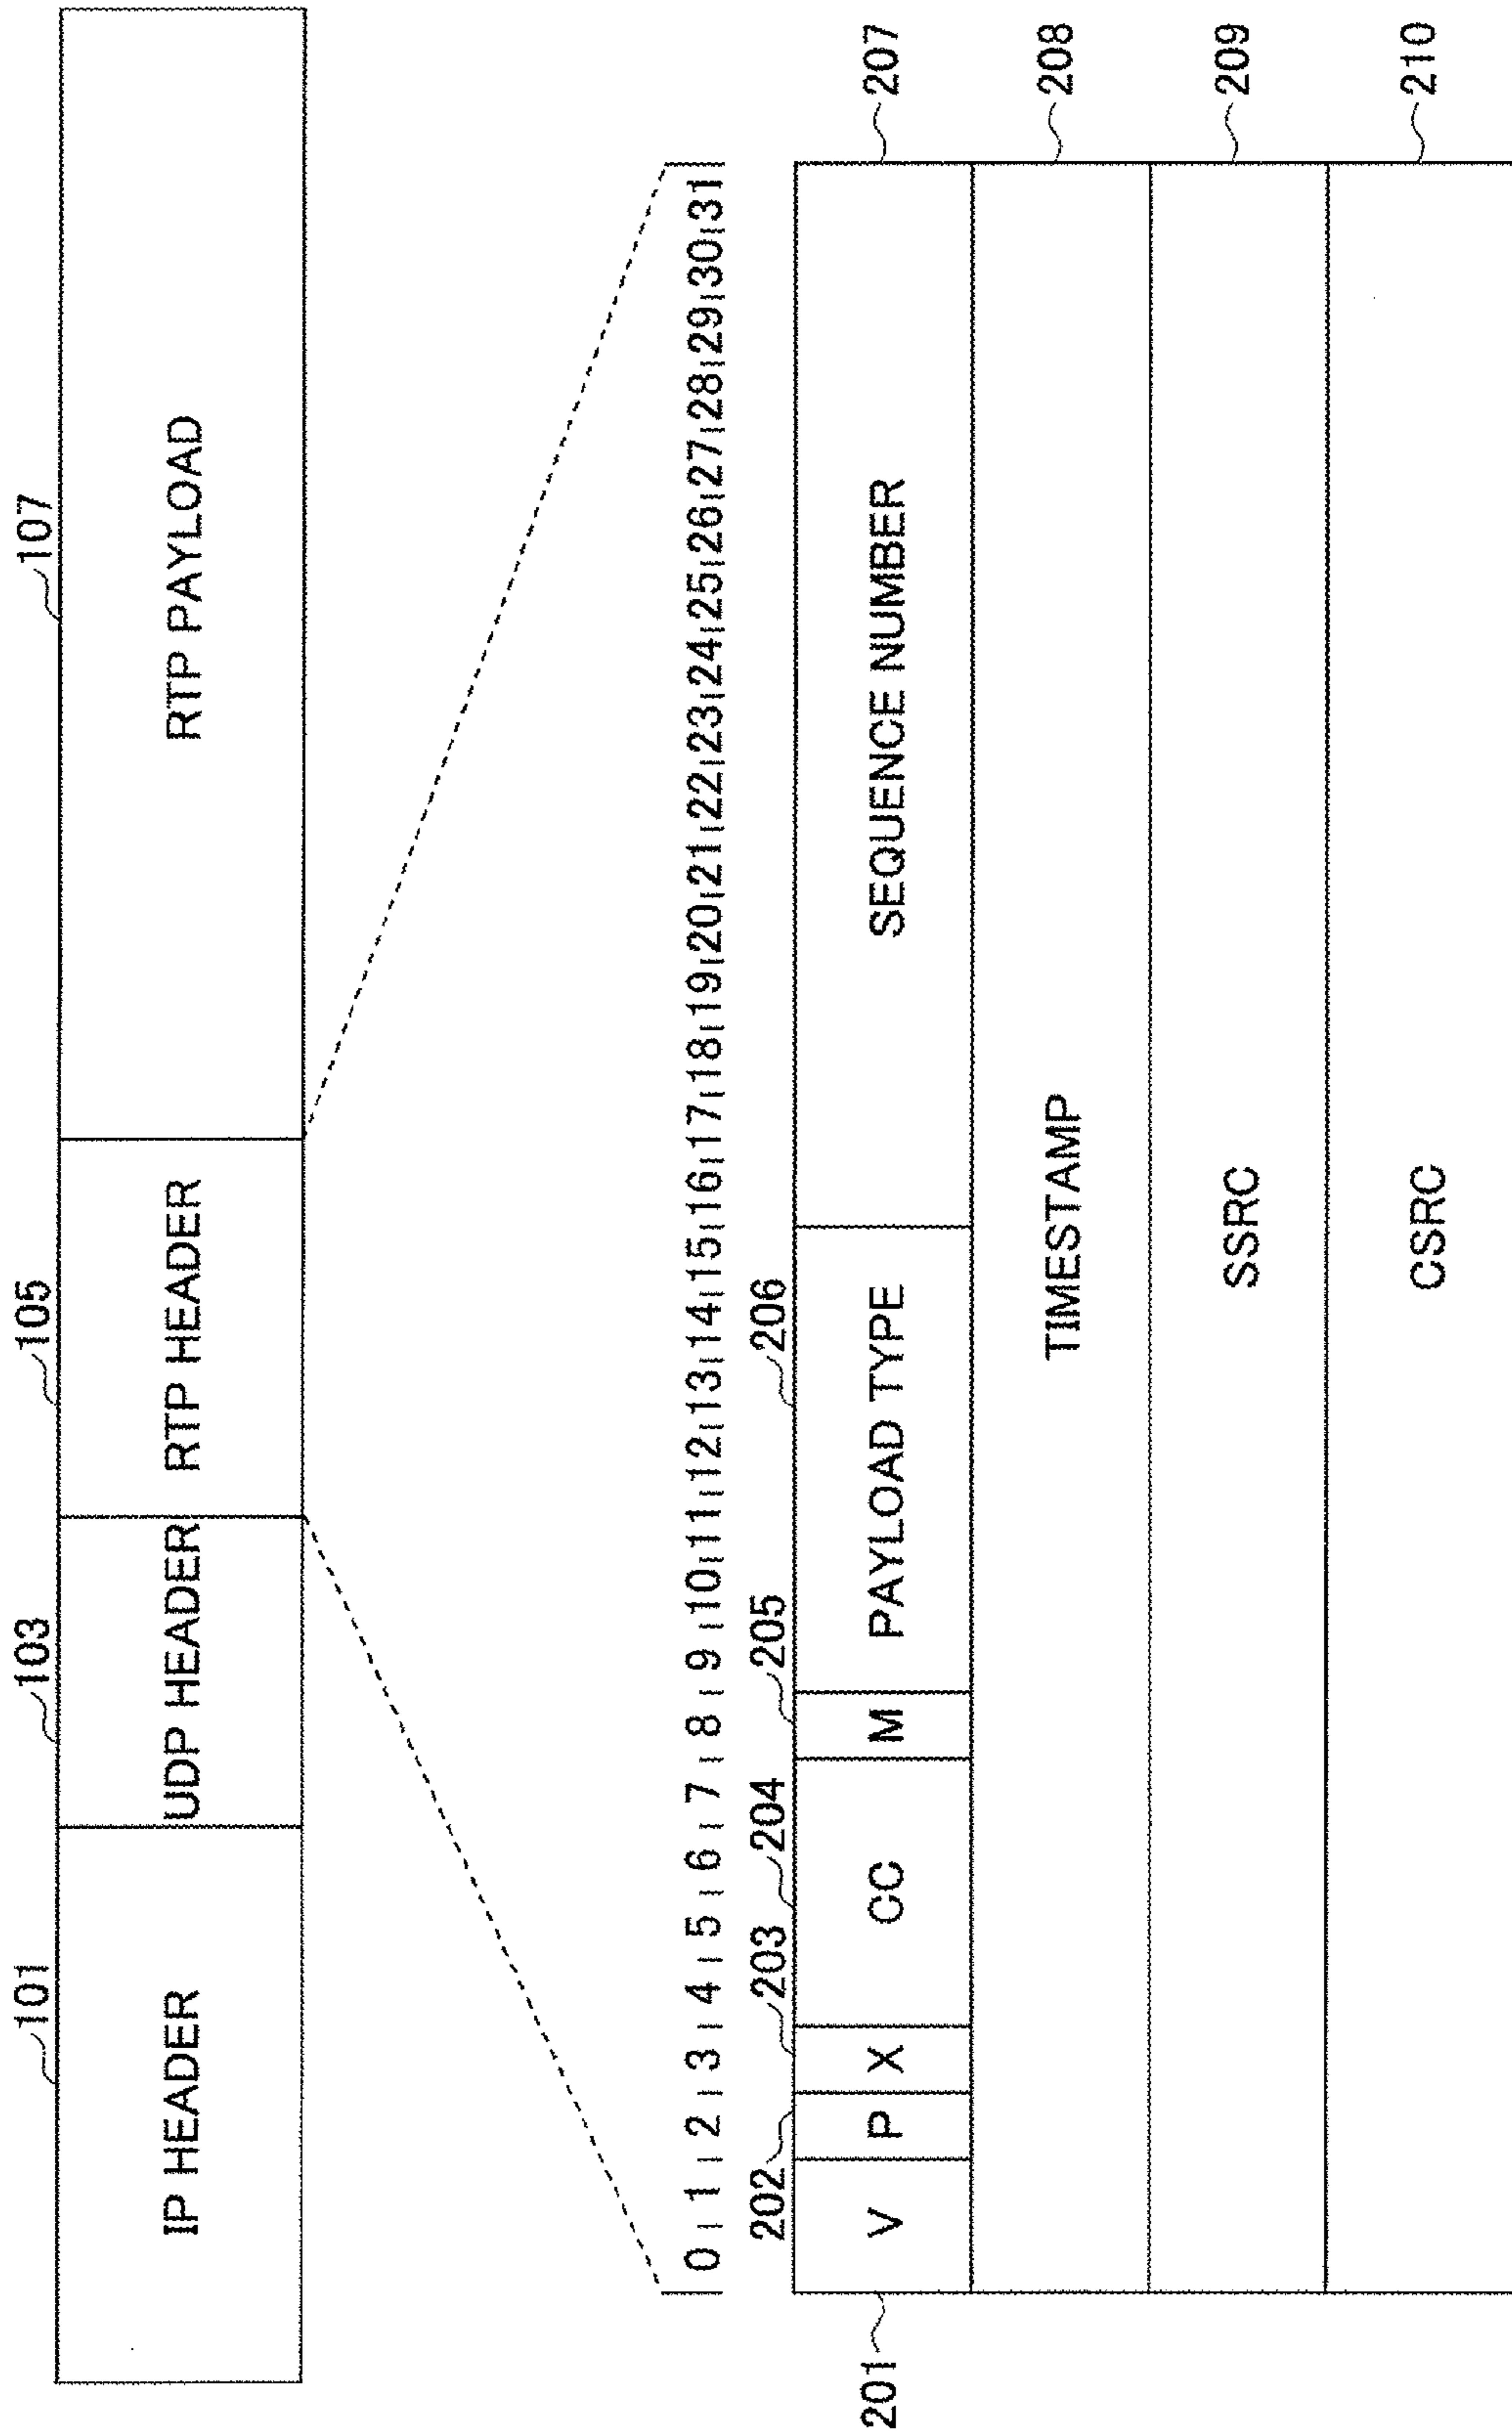 101 103 105 107
IP HEADER UDP HEADER RTP HEADER RTP PAYLOAD
0 1 2 3 4 5 6 7 8 9 10 11 12 13 14 15 16 17 18 19 20 21 22 23 24 25 26 27 28 29 30 31
202 203 204 205 206
201 V P X CC M PAYLOAD TYPE SEQUENCE NUMBER 207
TIMESTAMP 208
SSRC 209
CSRC 210